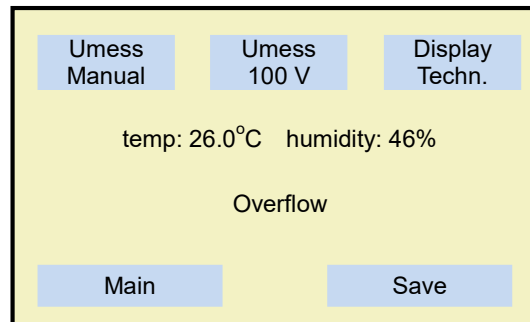 Umess
Manual
Umess
100 V
Display
Techn.
temp: 26.0°C humidity: 46%
Overflow
Main
Save